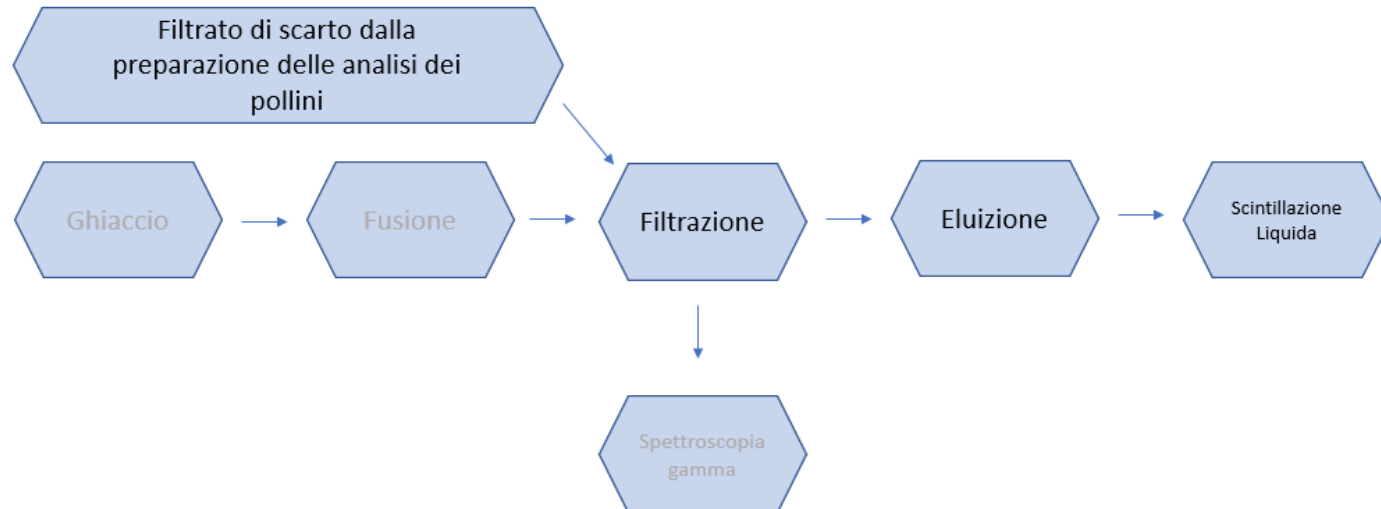 Filtrato di scarto dalla
preparazione delle analisi dei
pollini
Ghiaccio
Fusione
Filtrazione
Eluizione
Scintillazione
Liquida
Spettroscopia
gamma